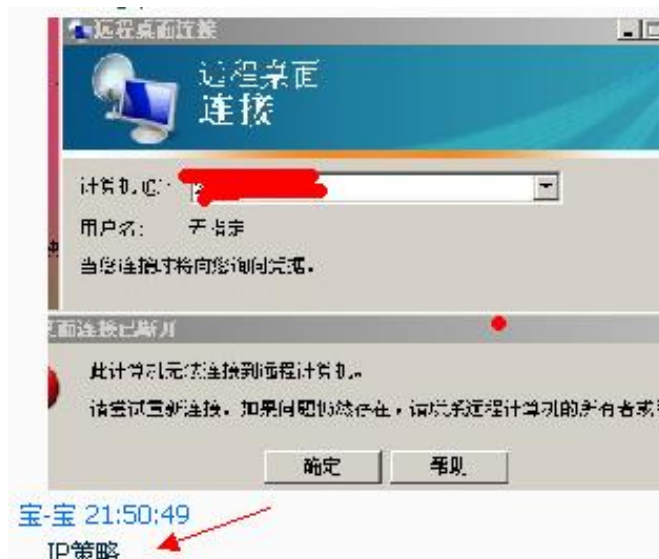 远程桌面连接
远程桌面
连接
计算机(C):
用户名: 无指定
当您连接时将向您询问凭据。
面连接已断开
此计算机无法连接到远程计算机。
请尝试重新连接。如果问题仍然存在，请联系远程计算机的所有者或
确定 帮助
宝-宝 21:50:49
IP策略